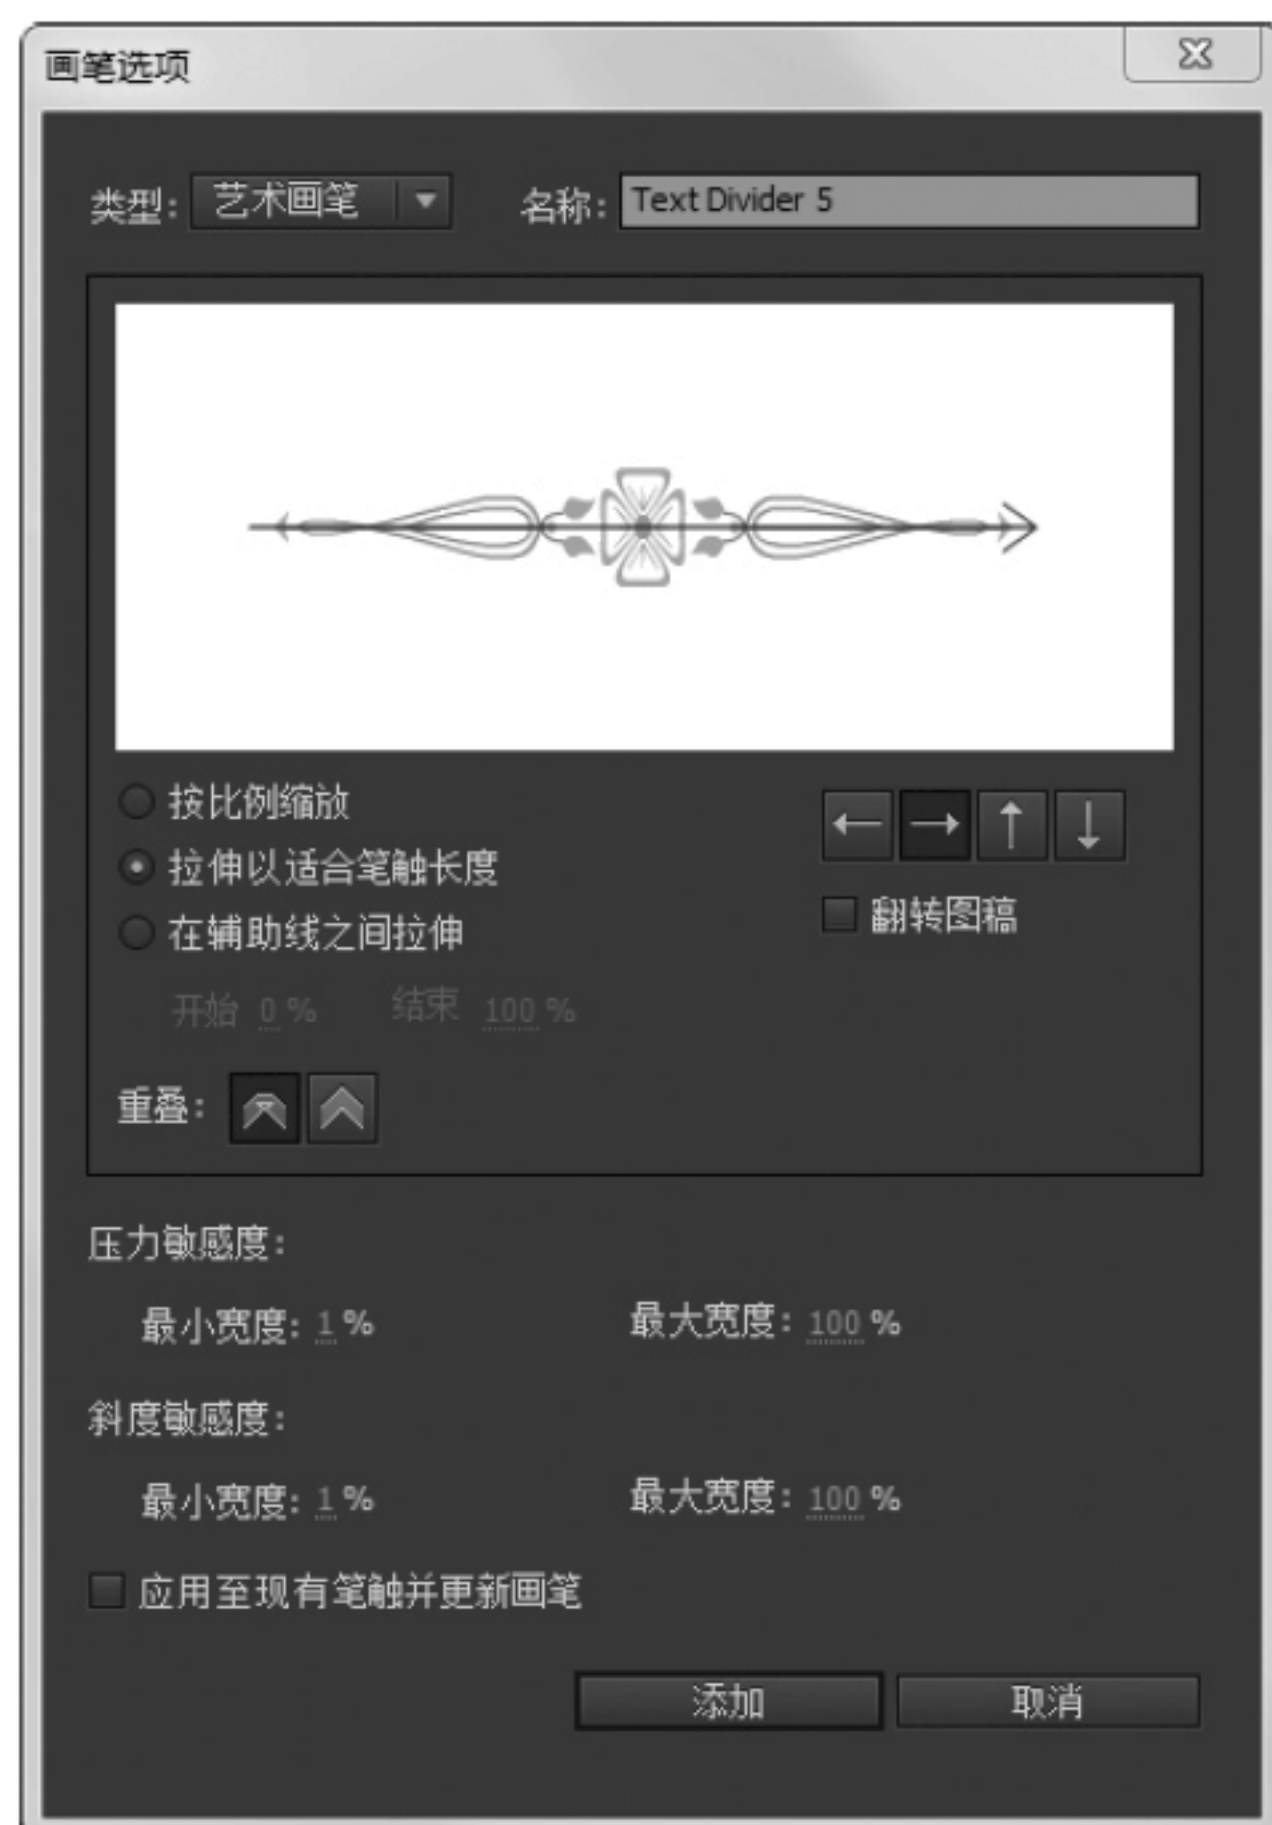 画笔选项
类型: 艺术画笔 名称: Text Divider 5
按比例缩放
拉伸以适合笔触长度
在辅助线之间拉伸
翻转图稿
开始 0 % 结束 100 %
重叠:
压力敏感度:
最小宽度: 1 % 最大宽度: 100 %
斜度敏感度:
最小宽度: 1 % 最大宽度: 100 %
应用至现有笔触并更新画笔
添加 取消